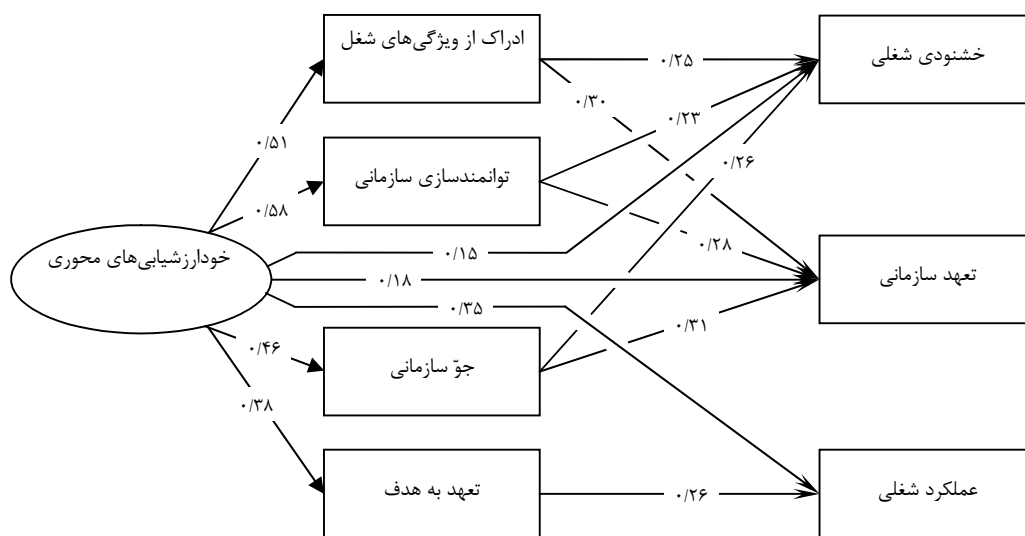 ادراک از ویژگی‌های شغل
خشنودی شغلی
۰/۲۵
۰/۳۰
۰/۲۳
۰/۵۱
۰/۲۶
توانمندسازی سازمانی
۰/۵۸
۰/۲۸
خودارزشیابی‌های محوری
۰/۱۵
تعهد سازمانی
۰/۱۸
۰/۳۵
۰/۳۱
۰/۴۶
جوّ سازمانی
۰/۳۸
تعهد به هدف
۰/۲۶
عملکرد شغلی